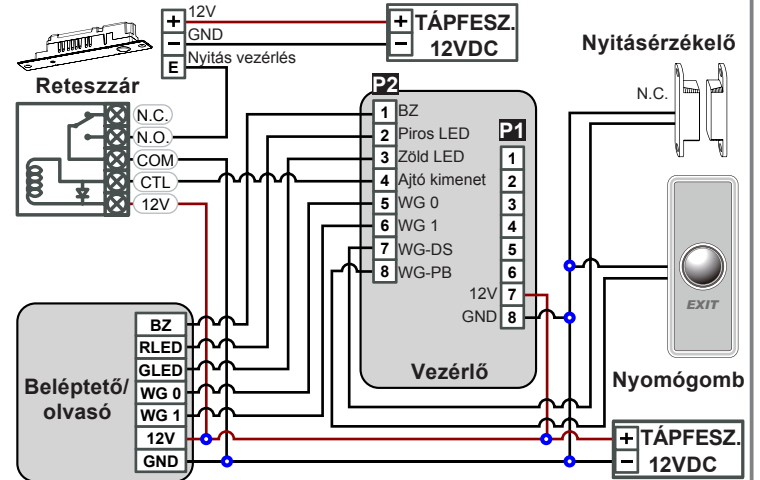 + 12V
− GND
E Nyitás vezérlés
+ TÁPFESZ.
− 12VDC
Reteszzár
N.C.
N.O.
COM
CTL
12V
P2
1 BZ
2 Piros LED
3 Zöld LED
4 Ajtó kimenet
5 WG 0
6 WG 1
7 WG-DS
8 WG-PB
P1
1
2
3
4
5
6
12V 7
GND 8
Vezérlő
Nyitásérzékelő
N.C.
EXIT
Nyomógomb
Beléptető/
olvasó
BZ
RLED
GLED
WG 0
WG 1
12V
GND
+ TÁPFESZ.
− 12VDC